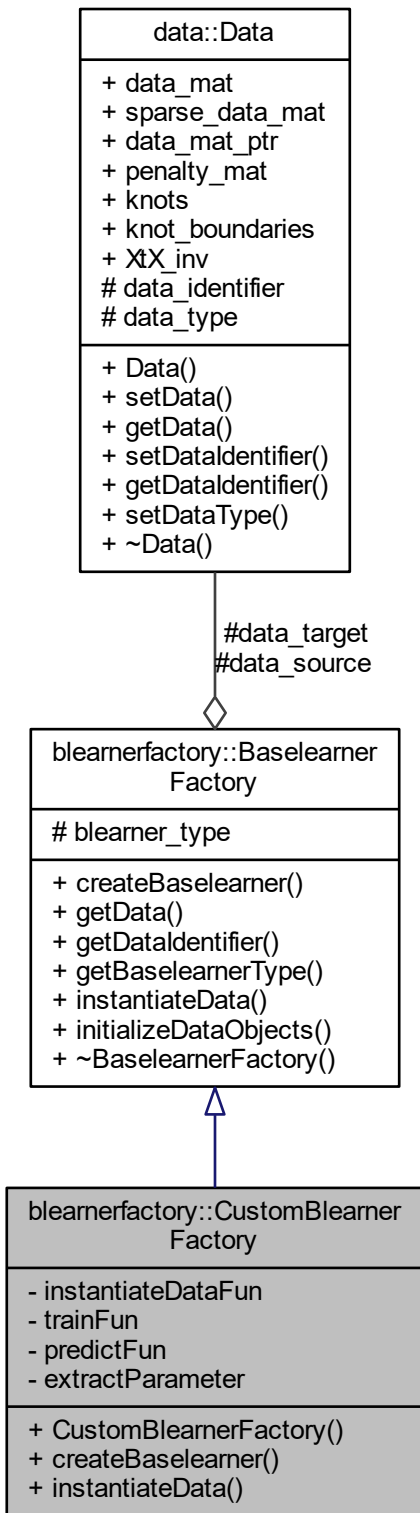 data::Data
+ data_mat
+ sparse_data_mat
+ data_mat_ptr
+ penalty_mat
+ knots
+ knot_boundaries
+ XtX_inv
# data_identifier
# data_type
+ Data()
+ setData()
+ getData()
+ setDataIdentifier()
+ getDataIdentifier()
+ setDataType()
+ ~Data()
#data_target
#data_source
blearnerfactory::Baselearner
Factory
# blearner_type
+ createBaselearner()
+ getData()
+ getDataIdentifier()
+ getBaselearnerType()
+ instantiateData()
+ initializeDataObjects()
+ ~BaselearnerFactory()
blearnerfactory::CustomBlearner
Factory
- instantiateDataFun
- trainFun
- predictFun
- extractParameter
+ CustomBlearnerFactory()
+ createBaselearner()
+ instantiateData()